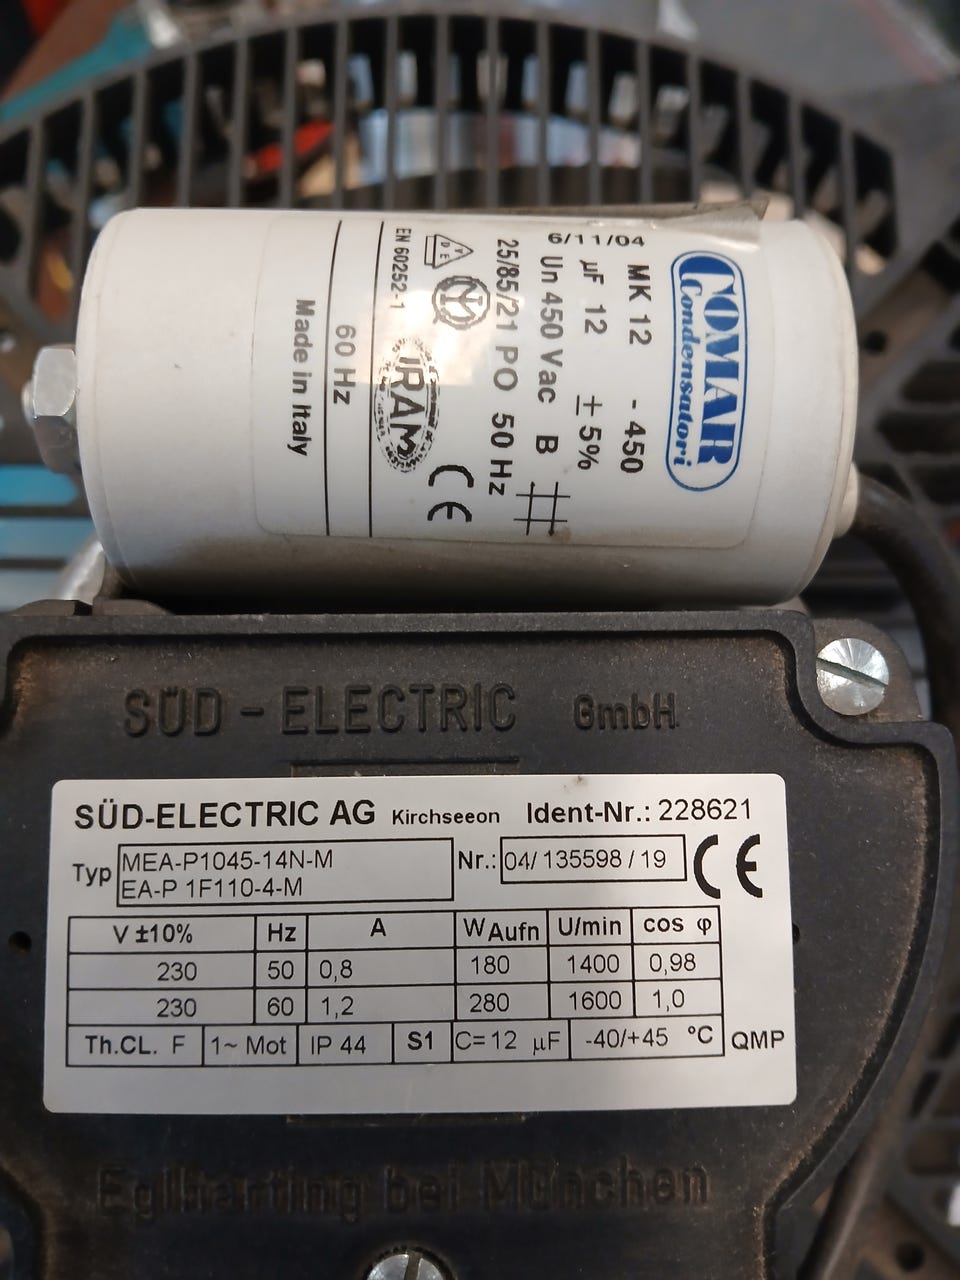 COMAR
Condensatori
MK 12 - 450
6/11/04
µF 12 ± 5%
Un 450 Vac B
25/85/21 PO 50 Hz
EN 60252-1
IRAM
CE
60 Hz
Made in Italy
SÜD-ELECTRIC GmbH
SÜD-ELECTRIC AG Kirchseeon Ident-Nr.: 228621
Typ MEA-P1045-14N-M Nr.: 04/135598/19 CE
EA-P 1F110-4-M
V ±10% Hz A W Aufn U/min cos φ
230 50 0,8 180 1400 0,98
230 60 1,2 280 1600 1,0
Th.CL. F 1~ Mot IP 44 S1 C=12 µF -40/+45 °C QMP
Eglharting bei München